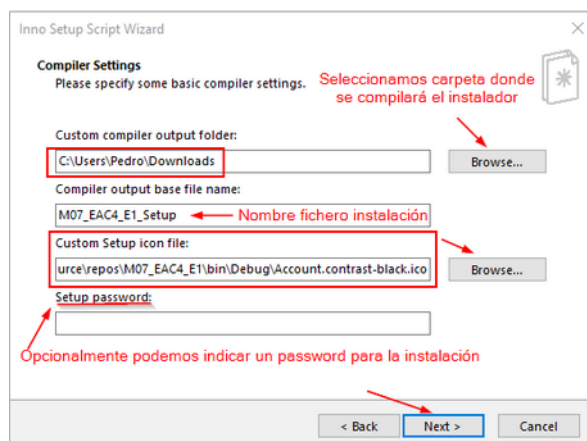 Inno Setup Script Wizard
Compiler Settings
Please specify some basic compiler settings.
Seleccionamos carpeta donde
se compilará el instalador
Custom compiler output folder:
C:\Users\Pedro\Downloads
Browse...
Compiler output base file name:
M07_EAC4_E1_Setup
Nombre fichero instalación
Custom Setup icon file:
urce\repos\M07_EAC4_E1\bin\Debug\Account.contrast-black.ico
Browse...
Setup password:
Opcionalmente podemos indicar un password para la instalación
< Back
Next >
Cancel